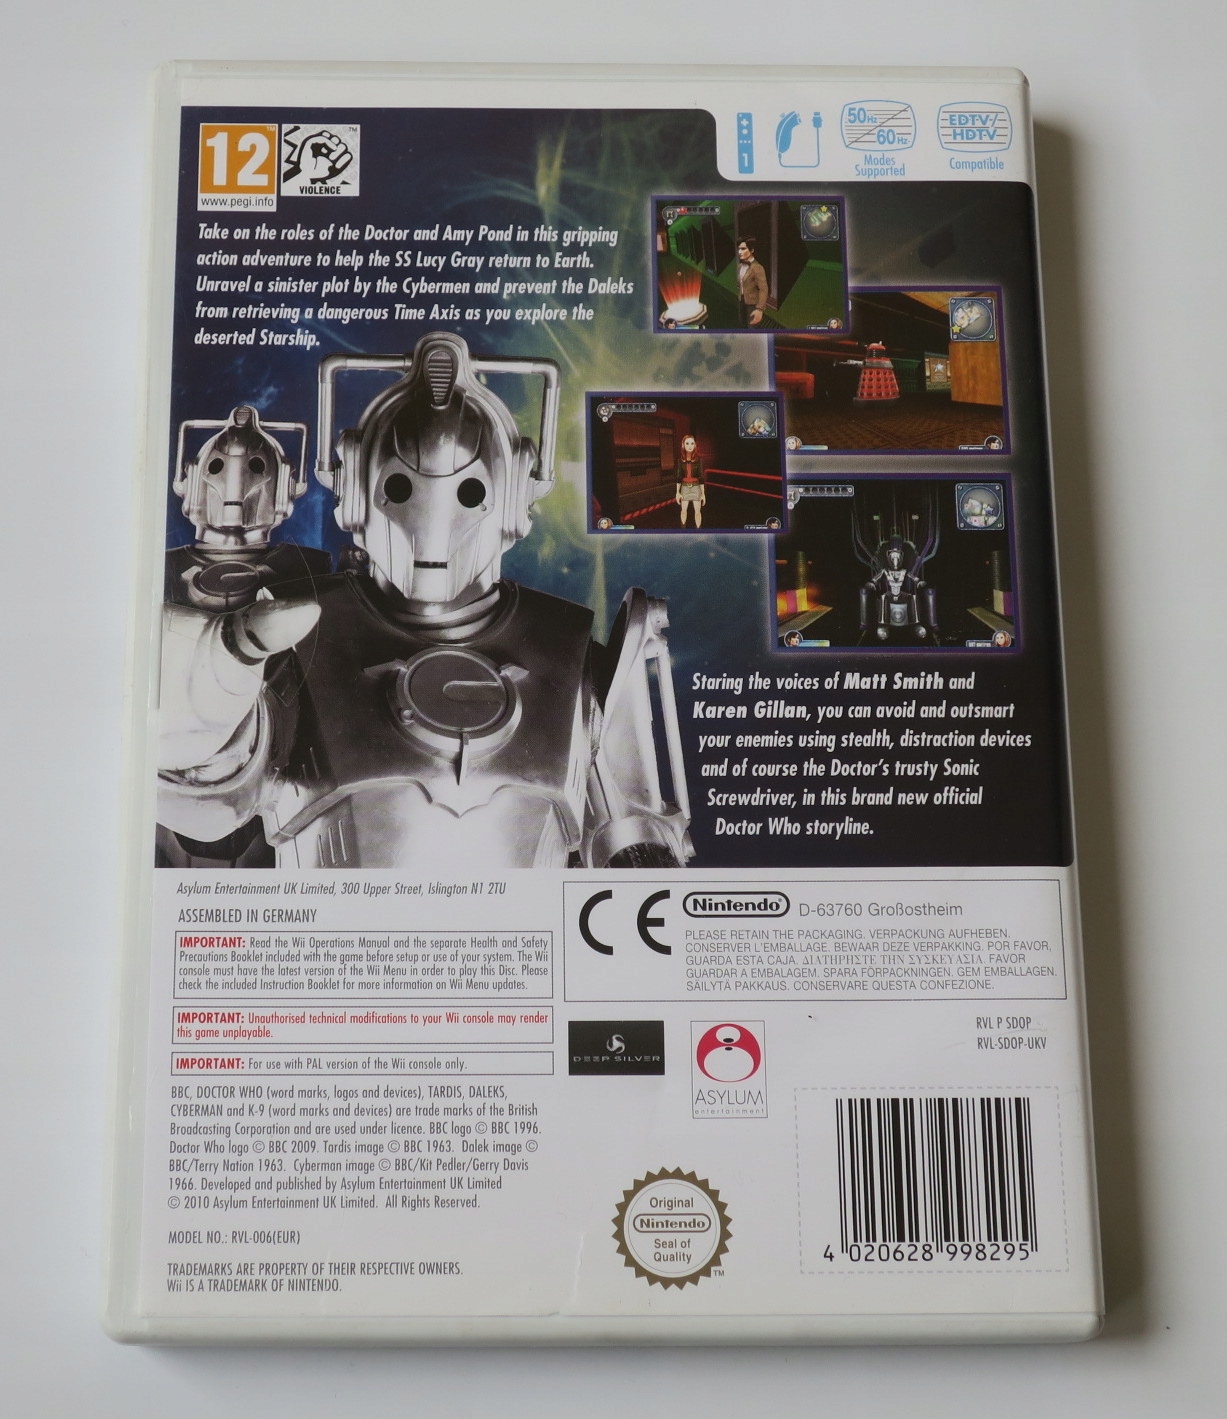 12
www.pegi.info
VIOLENCE
TM
1
50Hz
60Hz
Modes
Supported
EDTV/
HDTV
Compatible
Take on the roles of the Doctor and Amy Pond in this gripping
action adventure to help the SS Lucy Gray return to Earth.
Unravel a sinister plot by the Cybermen and prevent the Daleks
from retrieving a dangerous Time Axis as you explore the
deserted Starship.
Staring the voices of Matt Smith and
Karen Gillan, you can avoid and outsmart
your enemies using stealth, distraction devices
and of course the Doctor's trusty Sonic
Screwdriver, in this brand new official
Doctor Who storyline.
Asylum Entertainment UK Limited, 300 Upper Street, Islington N1 2TU
ASSEMBLED IN GERMANY
IMPORTANT: Read the Wii Operations Manual and the separate Health and Safety
Precautions Booklet included with the game before setup or use of your system. The Wii
console must have the latest version of the Wii Menu in order to play this Disc. Please
check the included Instruction Booklet for more information on Wii Menu updates.
IMPORTANT: Unauthorised technical modifications to your Wii console may render
this game unplayable.
IMPORTANT: For use with PAL version of the Wii console only.
BBC, DOCTOR WHO (word marks, logos and devices), TARDIS, DALEKS,
CYBERMAN and K-9 (word marks and devices) are trade marks of the British
Broadcasting Corporation and are used under licence. BBC logo © BBC 1996.
Doctor Who logo © BBC 2009. Tardis image © BBC 1963. Dalek image ©
BBC/Terry Nation 1963. Cyberman image © BBC/Kit Pedler/Gerry Davis
1966. Developed and published by Asylum Entertainment UK Limited
© 2010 Asylum Entertainment UK Limited. All Rights Reserved.
MODEL NO.: RVL-006(EUR)
TRADEMARKS ARE PROPERTY OF THEIR RESPECTIVE OWNERS.
Wii IS A TRADEMARK OF NINTENDO.
CE Nintendo® D-63760 Großostheim
PLEASE RETAIN THE PACKAGING. VERPACKUNG AUFHEBEN.
CONSERVER L'EMBALLAGE. BEWAAR DEZE VERPAKKING. POR FAVOR,
GUARDA ESTA CAJA. ΔΙΑΤΗΡΗΣΤΕ ΤΗΝ ΣΥΣΚΕΥΑΣΙΑ. FAVOR
GUARDAR A EMBALAGEM. SPARA FÖRPACKNINGEN. GEM EMBALLAGEN.
SÄILYTÄ PAKKAUS. CONSERVARE QUESTA CONFEZIONE.
DEEP SILVER
ASYLUM
entertainment
RVL P SDOP
RVL-SDOP-UKV
Original
Nintendo
Seal of
Quality
TM
4 020628 998295